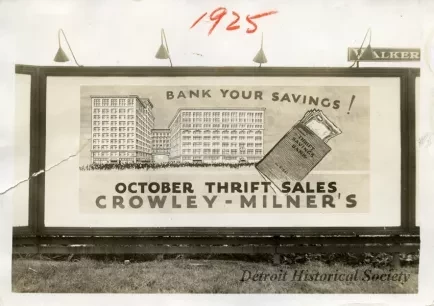 1925
WALKER
BANK YOUR SAVINGS!
OCTOBER THRIFT SALES
CROWLEY-MILNER'S
Detroit Historical Society